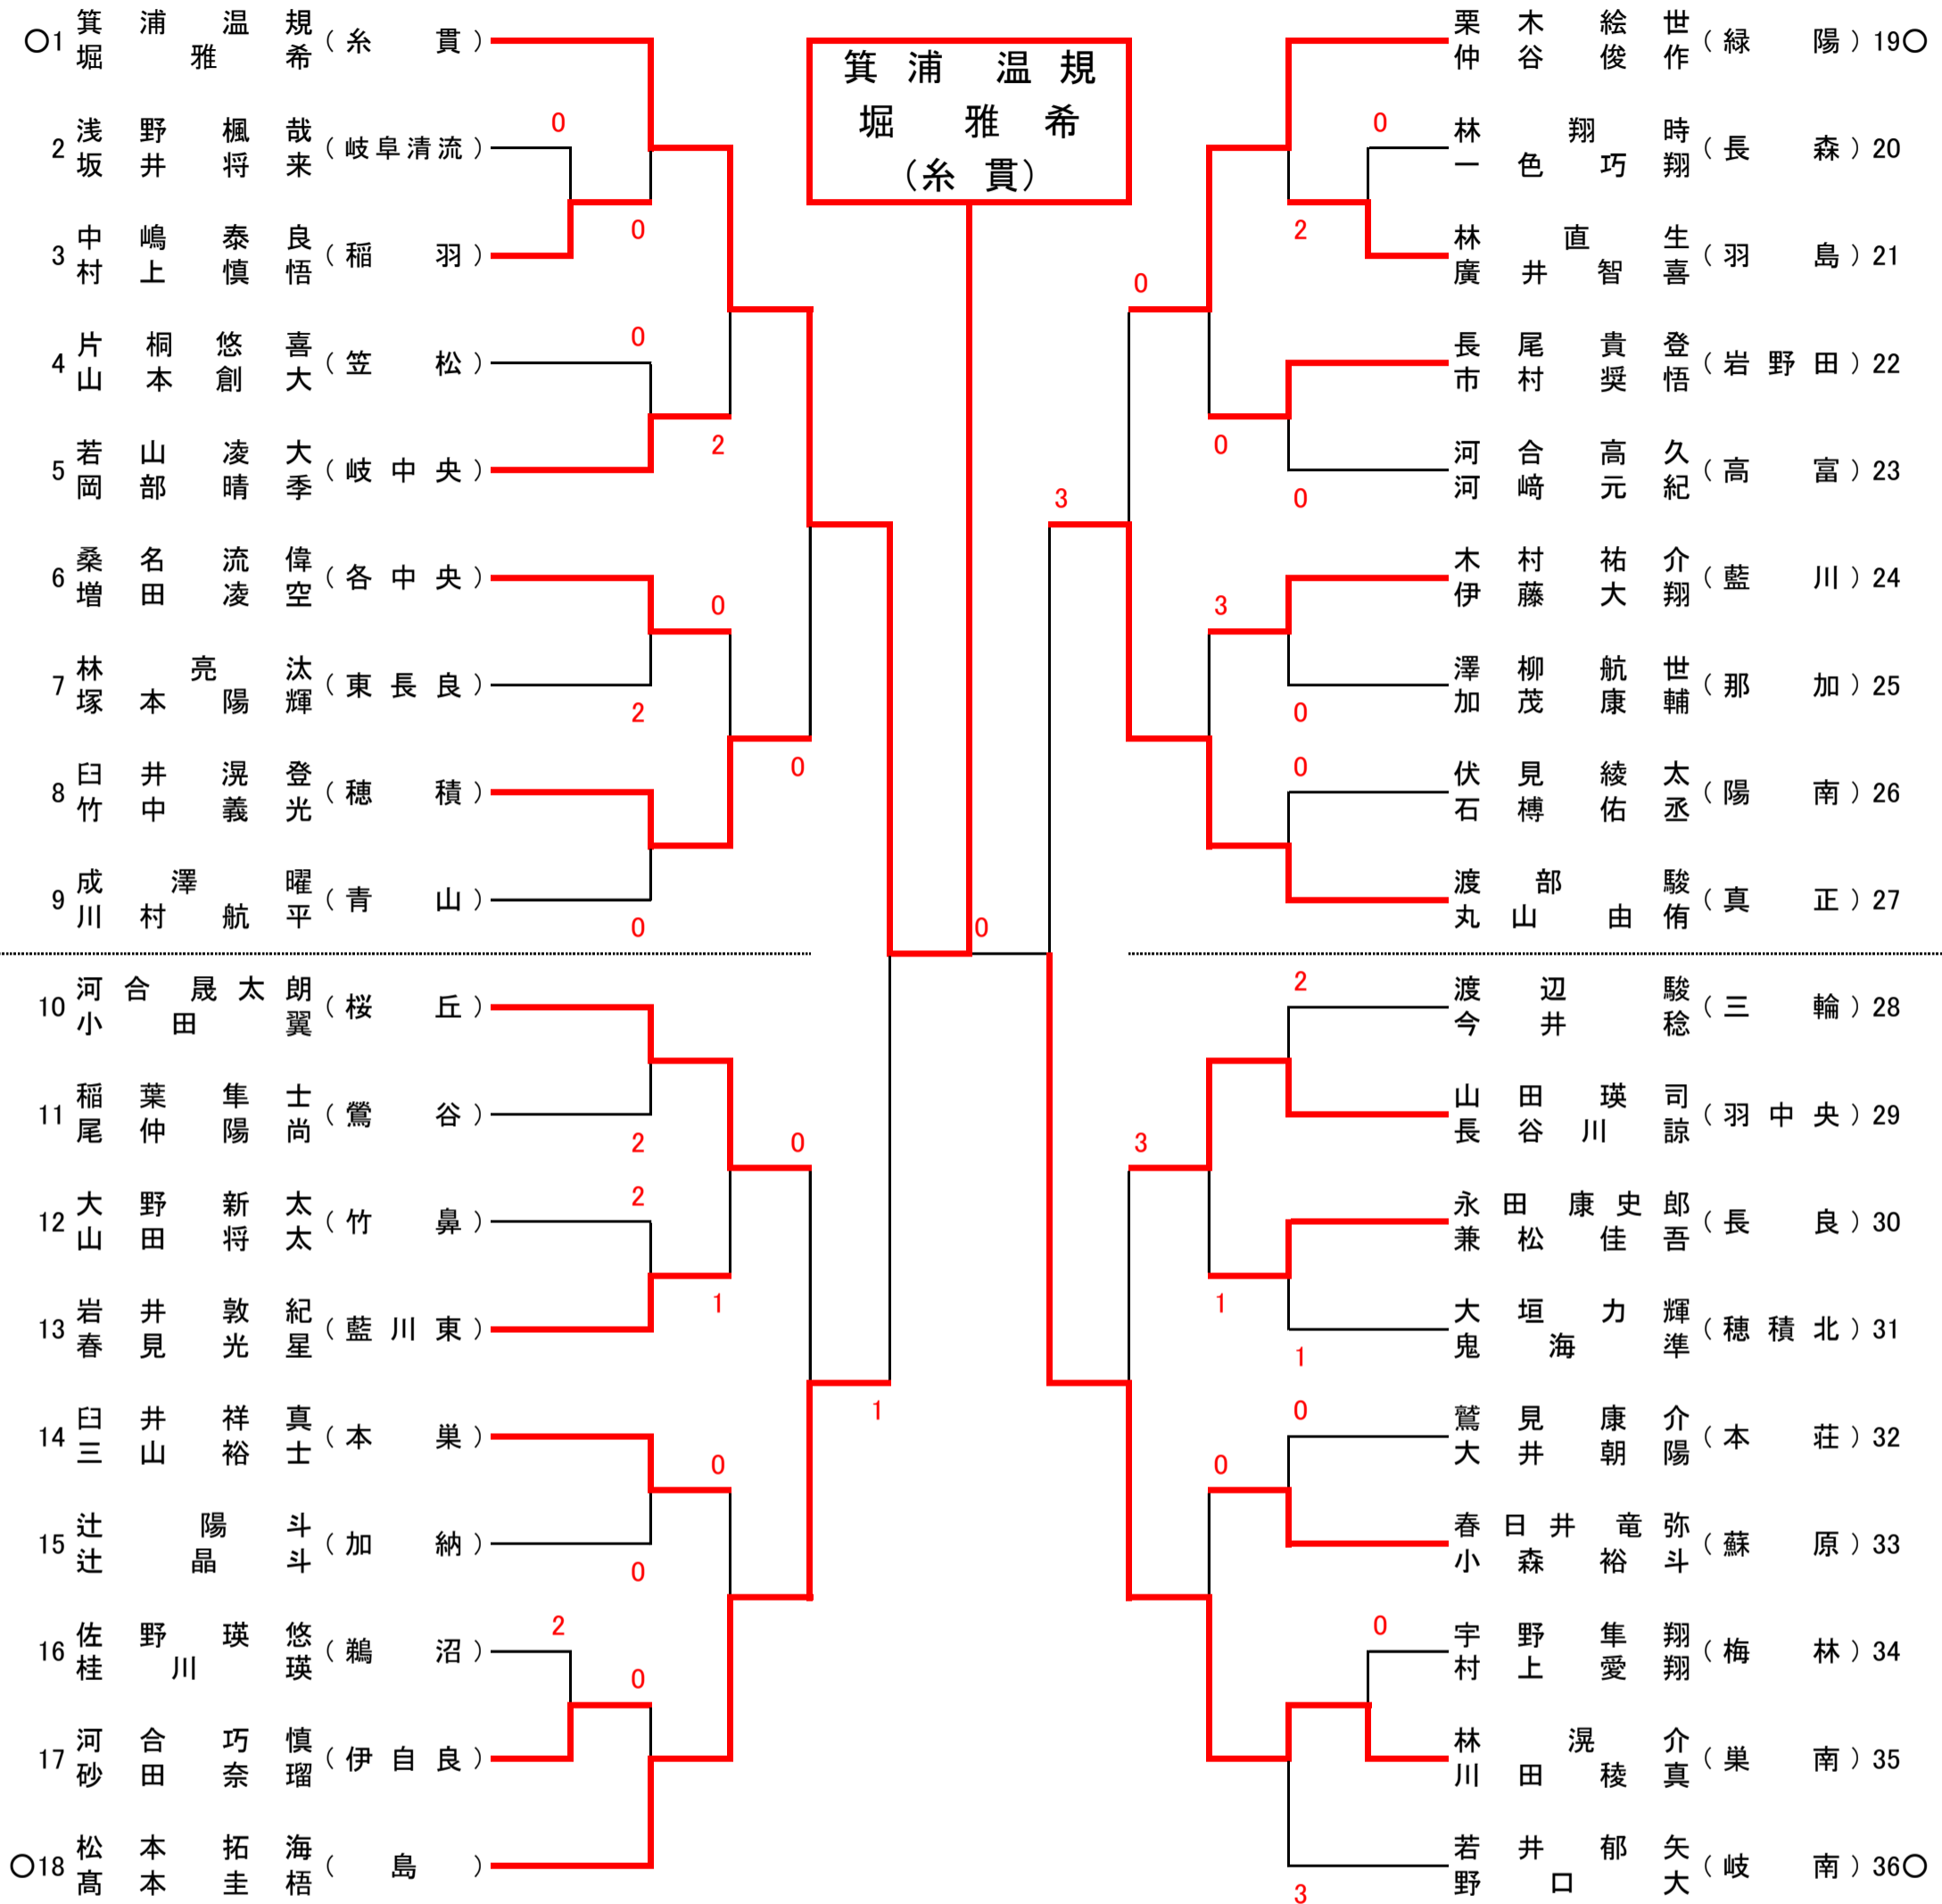 箕浦温規
堀雅希
(糸貫)
○1 箕浦温規 堀雅希 (糸貫)
0
2 浅野楓哉 坂井将来 (岐阜清流)
0
3 中嶋泰良 村上慎悟 (稲羽)
0
4 片桐悠喜 山本創大 (笠松)
2
5 若山凌大 岡部晴季 (岐中央)
6 桑名流偉 増田凌空 (各中央)
0
7 林亮汰 塚本陽輝 (東長良)
2
0
8 臼井滉登 竹中義光 (穂積)
9 成澤曜 川村航平 (青山)
0
10 河合晟太朗 小田翼 (桜丘)
11 稲葉隼士 尾仲陽尚 (鶯谷)
2
0
2
12 大野新太 山田将太 (竹鼻)
1
13 岩井敦紀 春見光星 (藍川東)
1
14 臼井祥真 三山裕士 (本巣)
0
15 辻陽斗 辻晶斗 (加納)
0
2
16 佐野瑛悠 桂川瑛 (鵜沼)
0
17 河合巧慎 砂田奈瑠 (伊自良)
○18 松本拓海 髙本圭梧 (島)
0
栗木絵世 仲谷俊作 (緑陽) 19○
0
林翔時 一色巧翔 (長森) 20
2
林直生 廣井智喜 (羽島) 21
0
長尾貴登 市村奨悟 (岩野田) 22
0
河合高久 河﨑元紀 (高富) 23
0
3
木村祐介 伊藤大翔 (藍川) 24
3
澤柳航世 加茂康輔 (那加) 25
0
0
伏見綾太 石榑佑丞 (陽南) 26
渡部駿 丸山由侑 (真正) 27
2
渡辺駿 今井稔 (三輪) 28
山田瑛司 長谷川諒 (羽中央) 29
3
永田康史郎 兼松佳吾 (長良) 30
1
大垣力輝 鬼海準 (穂積北) 31
1
0
鷲見康介 大井朝陽 (本荘) 32
0
春日井竜弥 小森裕斗 (蘇原) 33
0
宇野隼翔 村上愛翔 (梅林) 34
林滉介 川田稜真 (巣南) 35
若井郁矢 野口大 (岐南) 36○
3